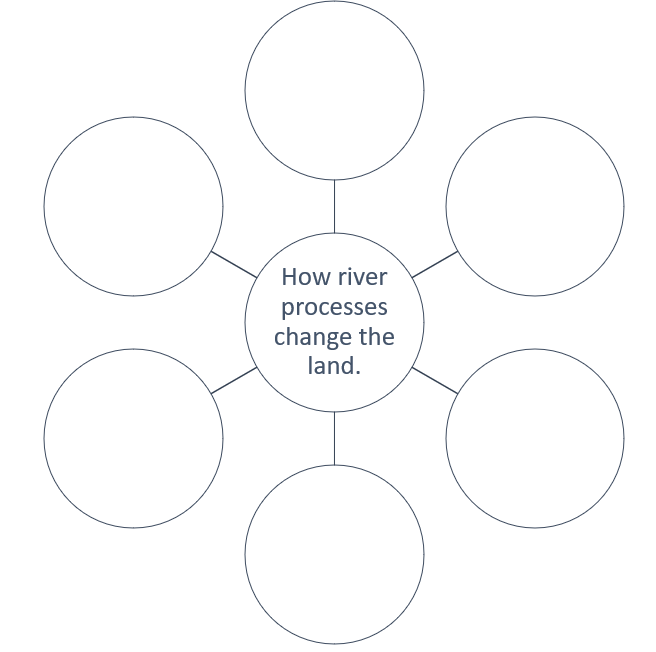 How river
processes
change the
land.